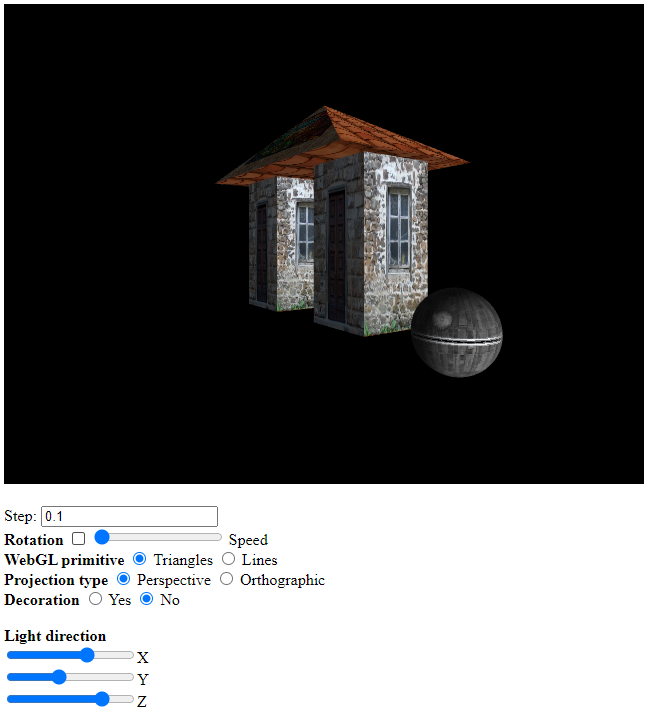 Step: 0.1
Rotation Speed
WebGL primitive Triangles Lines
Projection type Perspective Orthographic
Decoration Yes No
Light direction
X
Y
Z